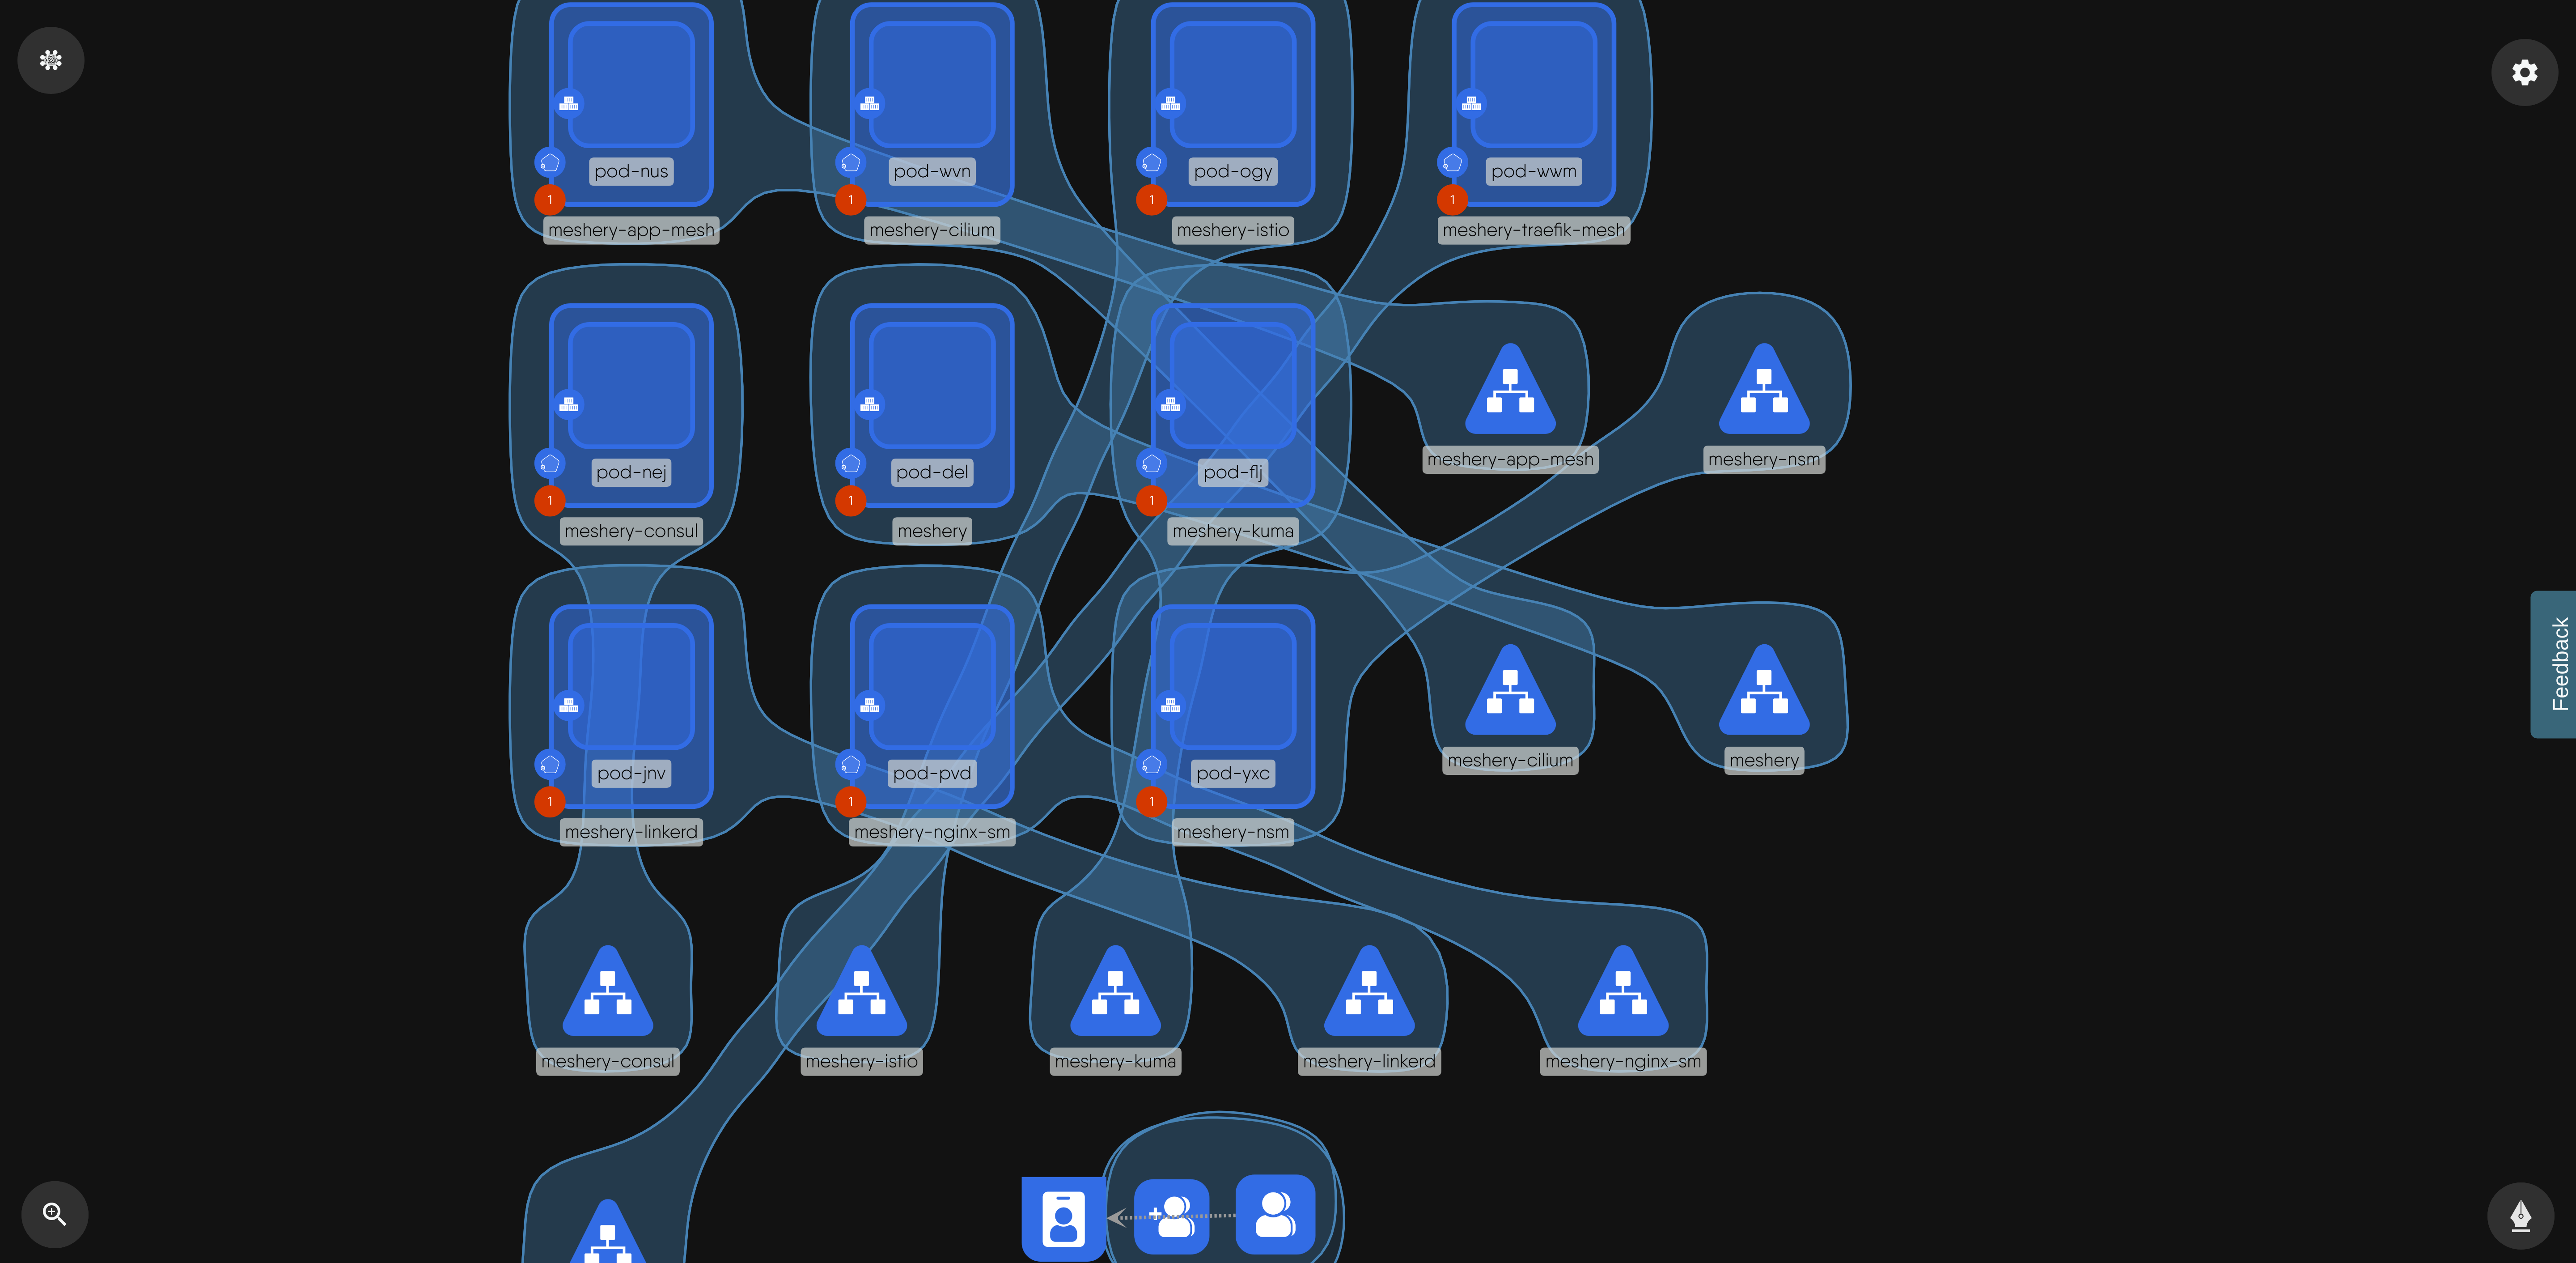 pod-nus
pod-wvn
pod-ogy
pod-wwm
1
1
1
1
meshery-app-mesh
meshery-cilium
meshery-istio
meshery-traefik-mesh
meshery-app-mesh
meshery-nsm
pod-nej
pod-del
pod-flj
1
1
1
meshery-consul
meshery
meshery-kuma
Feedback
meshery-cilium
meshery
pod-jnv
pod-pvd
pod-yxc
1
1
1
meshery-linkerd
meshery-nginx-sm
meshery-nsm
meshery-consul
meshery-istio
meshery-kuma
meshery-linkerd
meshery-nginx-sm